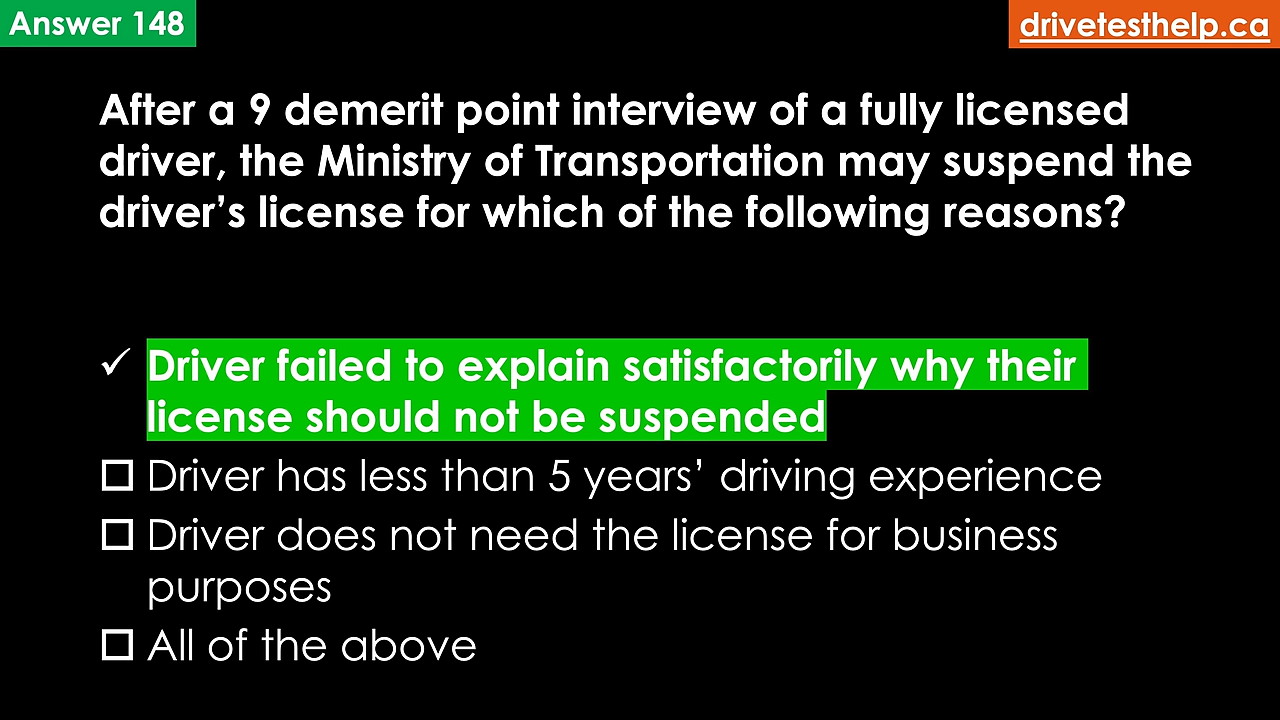 Answer 148
drivetesthelp.ca
After a 9 demerit point interview of a fully licensed
driver, the Ministry of Transportation may suspend the
driver’s license for which of the following reasons?
✓ Driver failed to explain satisfactorily why their
license should not be suspended
☐ Driver has less than 5 years’ driving experience
☐ Driver does not need the license for business
purposes
☐ All of the above